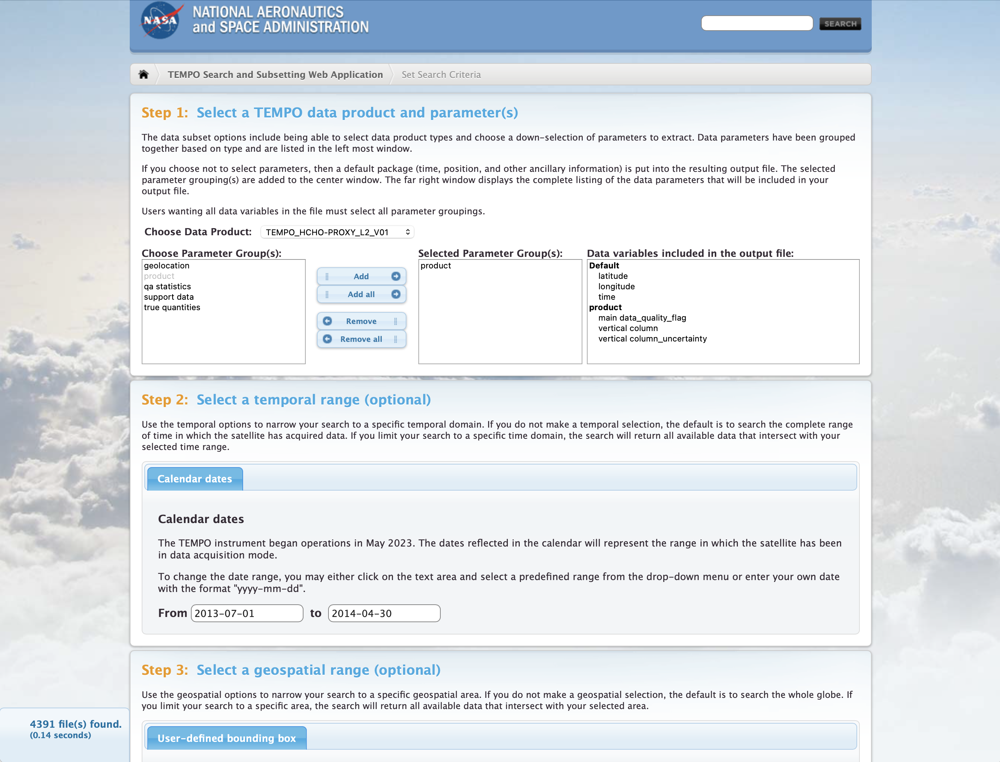 NASA
NATIONAL AERONAUTICS
and SPACE ADMINISTRATION
SEARCH
TEMPO Search and Subsetting Web Application
Set Search Criteria
Step 1: Select a TEMPO data product and parameter(s)
The data subset options include being able to select data product types and choose a down-selection of parameters to extract. Data parameters have been grouped
together based on type and are listed in the left most window.
If you choose not to select parameters, then a default package (time, position, and other ancillary information) is put into the resulting output file. The selected
parameter grouping(s) are added to the center window. The far right window displays the complete listing of the data parameters that will be included in your
output file.
Users wanting all data variables in the file must select all parameter groupings.
Choose Data Product: TEMPO_HCHO-PROXY_L2_V01
Choose Parameter Group(s):
geolocation
product
qa statistics
support data
true quantities
Add
Add all
Remove
Remove all
Selected Parameter Group(s):
product
Data variables included in the output file:
Default
latitude
longitude
time
product
main data_quality_flag
vertical column
vertical column_uncertainty
Step 2: Select a temporal range (optional)
Use the temporal options to narrow your search to a specific temporal domain. If you do not make a temporal selection, the default is to search the complete range
of time in which the satellite has acquired data. If you limit your search to a specific time domain, the search will return all available data that intersect with your
selected time range.
Calendar dates
Calendar dates
The TEMPO instrument began operations in May 2023. The dates reflected in the calendar will represent the range in which the satellite has been
in data acquisition mode.
To change the date range, you may either click on the text area and select a predefined range from the drop-down menu or enter your own date
with the format "yyyy-mm-dd".
From 2013-07-01 to 2014-04-30
Step 3: Select a geospatial range (optional)
Use the geospatial options to narrow your search to a specific geospatial area. If you do not make a geospatial selection, the default is to search the whole globe. If
you limit your search to a specific area, the search will return all available data that intersect with your selected area.
User-defined bounding box
4391 file(s) found.
(0.14 seconds)